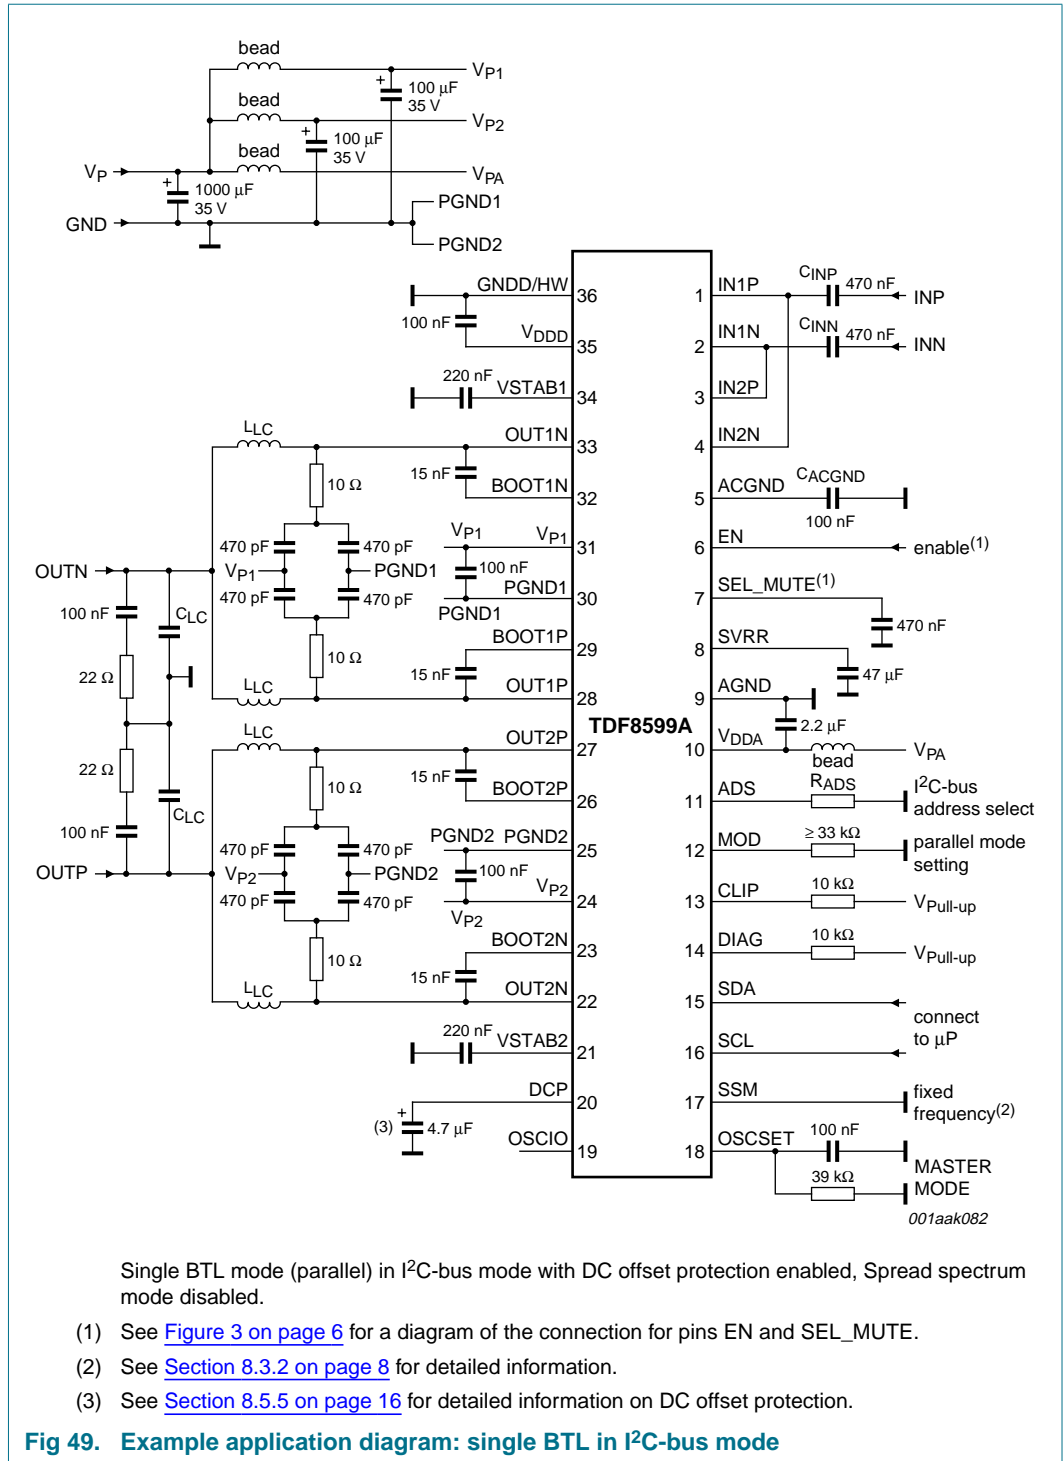 bead
VP1
+
100 μF
35 V
bead
VP2
+
100 μF
35 V
bead
VP
VPA
+
1000 μF
35 V
GND
PGND1
PGND2
GNDD/HW
36
100 nF
VDDD
35
220 nF
VSTAB1
34
LLC
OUT1N
33
10 Ω
15 nF
BOOT1N
32
470 pF
470 pF
VP1
VP1
31
OUTN
VP1
PGND1
100 nF
470 pF
470 pF
PGND1
PGND1
30
100 nF
CLC
BOOT1P
29
10 Ω
15 nF
22 Ω
LLC
OUT1P
28
TDF8599A
LLC
OUT2P
27
22 Ω
10 Ω
15 nF
BOOT2P
26
CLC
100 nF
470 pF
470 pF
PGND2
PGND2
25
OUTP
VP2
PGND2
100 nF
470 pF
470 pF
VP2
VP2
24
BOOT2N
23
10 Ω
15 nF
LLC
OUT2N
22
220 nF
VSTAB2
21
DCP
20
(3)
+
4.7 μF
OSCIO
19
1
IN1P
CINP
470 nF
INP
2
IN1N
CINN
470 nF
INN
3
IN2P
4
IN2N
5
ACGND
CACGND
100 nF
6
EN
enable(1)
7
SEL_MUTE(1)
470 nF
8
SVRR
47 μF
9
AGND
2.2 μF
10
VDDA
bead
VPA
11
ADS
RADS
I2C-bus
address select
12
MOD
≥ 33 kΩ
parallel mode
setting
13
CLIP
10 kΩ
VPull-up
14
DIAG
10 kΩ
VPull-up
15
SDA
connect
to μP
16
SCL
17
SSM
fixed
frequency(2)
18
OSCSET
100 nF
39 kΩ
MASTER
MODE
001aak082
Single BTL mode (parallel) in I2C-bus mode with DC offset protection enabled, Spread spectrum
mode disabled.
(1) See Figure 3 on page 6 for a diagram of the connection for pins EN and SEL_MUTE.
(2) See Section 8.3.2 on page 8 for detailed information.
(3) See Section 8.5.5 on page 16 for detailed information on DC offset protection.
Fig 49. Example application diagram: single BTL in I2C-bus mode